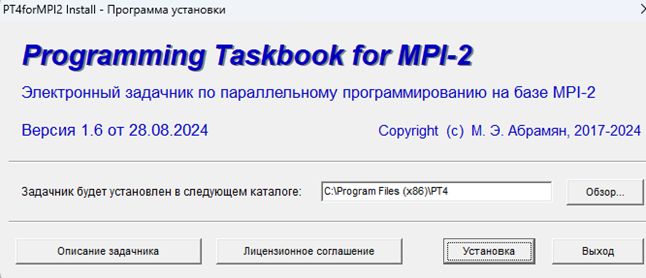 PT4forMPI2 Install - Программа установки
Programming Taskbook for MPI-2
Электронный задачник по параллельному программированию на базе MPI-2
Версия 1.6 от 28.08.2024 Copyright (c) М. Э. Абрамян, 2017-2024
Задачник будет установлен в следующем каталоге: C:\Program Files (x86)\PT4 Обзор...
Описание задачника Лицензионное соглашение Установка Выход